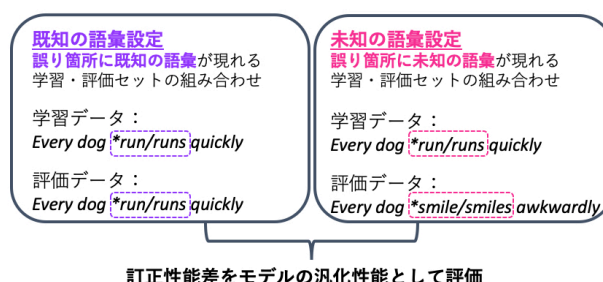 既知の語彙設定
誤り箇所に既知の語彙が現れる
学習・評価セットの組み合わせ
学習データ：
Every dog *run/runs quickly
評価データ：
Every dog *run/runs quickly
未知の語彙設定
誤り箇所に未知の語彙が現れる
学習・評価セットの組み合わせ
学習データ：
Every dog *run/runs quickly
評価データ：
Every dog *smile/smiles awkwardly
訂正性能差をモデルの汎化性能として評価